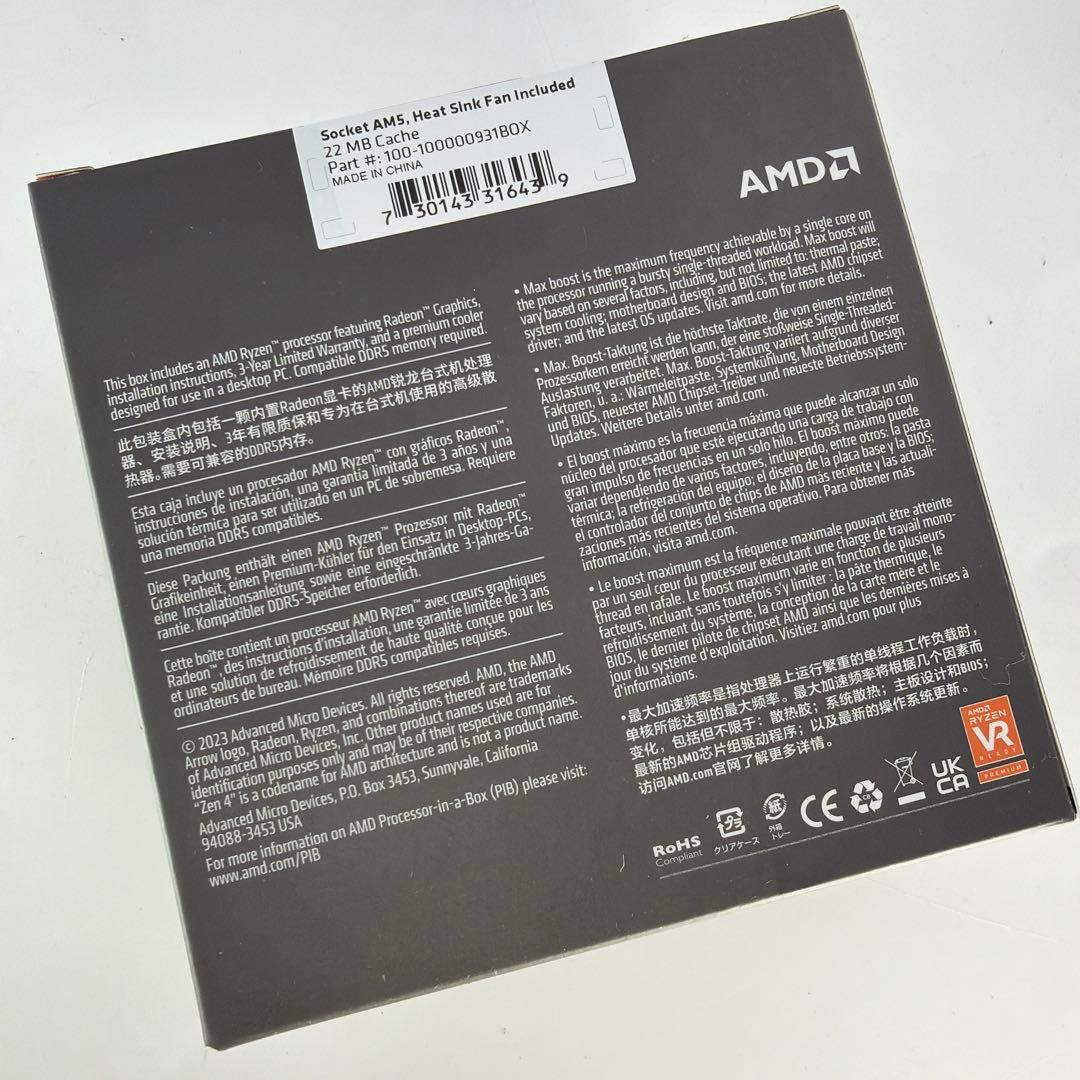 Socket AM5, Heat Sink Fan Included
22 MB Cache
Part #: 100-100000931BOX
MADE IN CHINA
7 30143 31643 9
AMD
This box includes an AMD Ryzen™ processor featuring Radeon™ Graphics,
installation instructions, 3-Year Limited Warranty, and a premium cooler
designed for use in a desktop PC. Compatible DDR5 memory required.
此包装盒内包括一颗内置Radeon显卡的AMD锐龙台式机处理
器、安装说明、3年有限质保和专为在台式机使用的高级散
热器。需要可兼容的DDR5内存。
Esta caja incluye un procesador AMD Ryzen™ con gráficos Radeon™,
instrucciones de instalación, una garantía limitada de 3 años y una
solución térmica para ser utilizado en un PC de sobremesa. Requiere
una memoria DDR5 compatibles.
Diese Packung enthält einen AMD Ryzen™ Prozessor mit Radeon™
Grafikeinheit, einen Premium-Kühler für den Einsatz in Desktop-PCs,
eine Installationsanleitung sowie eine eingeschränkte 3-Jahres-Ga-
rantie. Kompatibler DDR5-Speicher erforderlich.
Cette boîte contient un processeur AMD Ryzen™ avec cœurs graphiques
Radeon™, des instructions d'installation, une garantie limitée de 3 ans
et une solution de refroidissement de haute qualité conçue pour les
ordinateurs de bureau. Mémoire DDR5 compatibles requises.
© 2023 Advanced Micro Devices. All rights reserved. AMD, the AMD
Arrow logo, Radeon, Ryzen, and combinations thereof are trademarks
of Advanced Micro Devices, Inc. Other product names used are for
identification purposes only and may be of their respective companies.
"Zen 4" is a codename for AMD architecture and is not a product name.
Advanced Micro Devices, P.O. Box 3453, Sunnyvale, California
94088-3453 USA
For more information on AMD Processor-in-a-Box (PIB) please visit:
www.amd.com/PIB
• Max boost is the maximum frequency achievable by a single core on
the processor running a bursty single-threaded workload. Max boost will
vary based on several factors, including, but not limited to: thermal paste;
system cooling; motherboard design and BIOS; the latest AMD chipset
driver; and the latest OS updates. Visit amd.com for more details.
• Max. Boost-Taktung ist die höchste Taktrate, die von einem einzelnen
Prozessorkern erreicht werden kann, der eine stoßweise Single-Threaded-
Auslastung verarbeitet. Max. Boost-Taktung variiert aufgrund diverser
Faktoren, u. a.: Wärmeleitpaste, Systemkühlung, Motherboard Design
und BIOS, neuester AMD Chipset-Treiber und neueste Betriebssystem-
Updates. Weitere Details unter amd.com.
• El boost máximo es la frecuencia máxima que puede alcanzar un solo
núcleo del procesador que esté ejecutando una carga de trabajo con
gran impulso de frecuencias en un solo hilo. El boost máximo puede
variar dependiendo de varios factores, incluyendo, entre otros: la pasta
térmica; la refrigeración del equipo; el diseño de la placa base y la BIOS;
el controlador del conjunto de chips de AMD más reciente y las actuali-
zaciones más recientes del sistema operativo. Para obtener más
información, visita amd.com.
• Le boost maximum est la fréquence maximale pouvant être atteinte
par un seul cœur du processeur exécutant une charge de travail mono-
thread en rafale. Le boost maximum varie en fonction de plusieurs
facteurs, incluant sans toutefois s'y limiter : la pâte thermique, le
refroidissement du système, la conception de la carte mère et le
BIOS, le dernier pilote de chipset AMD ainsi que les dernières mises à
jour du système d'exploitation. Visitiez amd.com pour plus
d'informations.
•最大加速频率是指处理器上运行繁重的单线程工作负载时，
单核所能达到的最大频率。最大加速频率将根据几个因素而
变化，包括但不限于：散热胶；系统散热；主板设计和BIOS；
最新的AMD芯片组驱动程序；以及最新的操作系统更新。
访问AMD.com官网了解更多详情。
AMD
RYZEN
VR
READY
PREMIUM
RoHS
Compliant
クリアケース
紙
外箱
トレー
CE
UK
CA